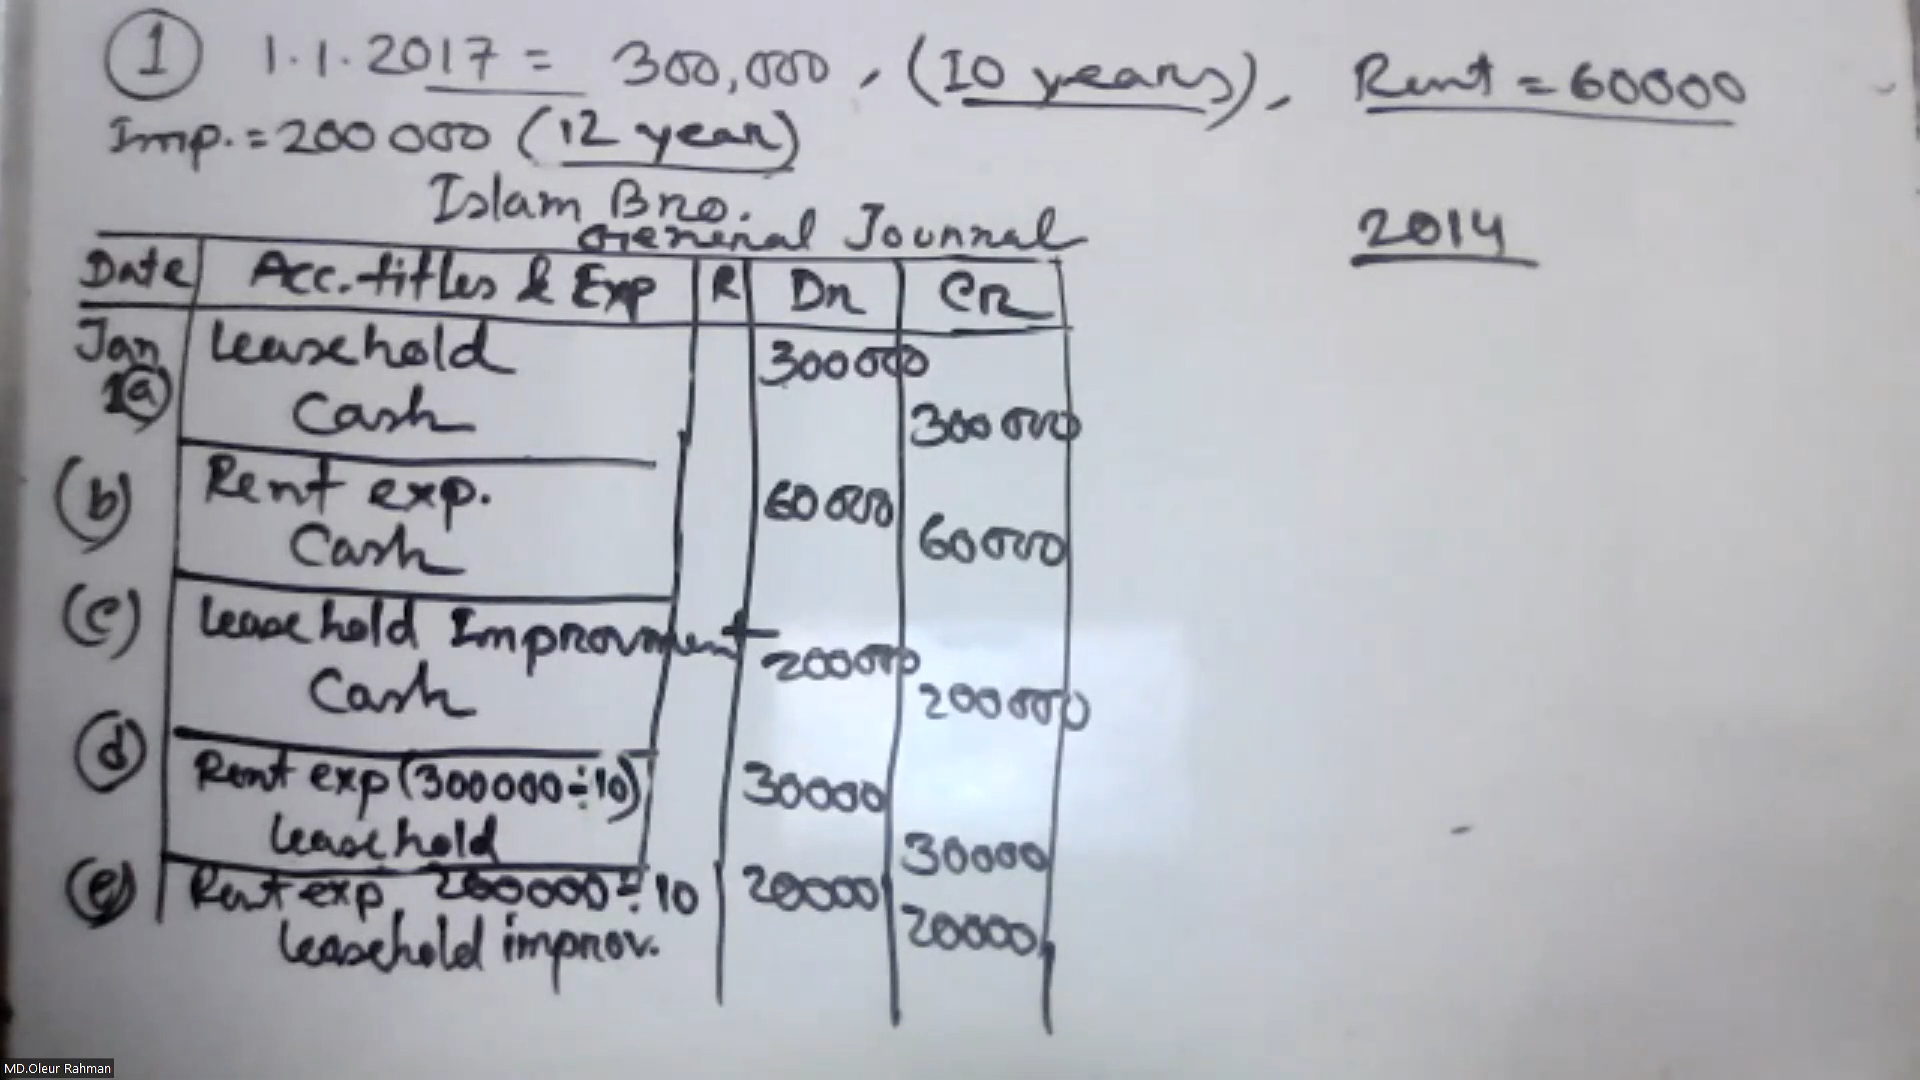 ① 1.1.2017 = 300,000, (10 years), Rent = 60000
Imp. = 200000 (12 year)
Islam Bro.
General Journal
2014
Date Acc. titles & Exp R Dr Cr
Jan 1 ⓐ Leasehold 300000
Cash 300000
(b) Rent exp. 60000
Cash 60000
(c) Leasehold Improvment 200000
Cash 200000
ⓓ Rent exp (300000÷10) 30000
Leasehold 30000
ⓔ Rent exp 200000÷10 20000
Leasehold improv. 20000
MD.Oleur Rahman